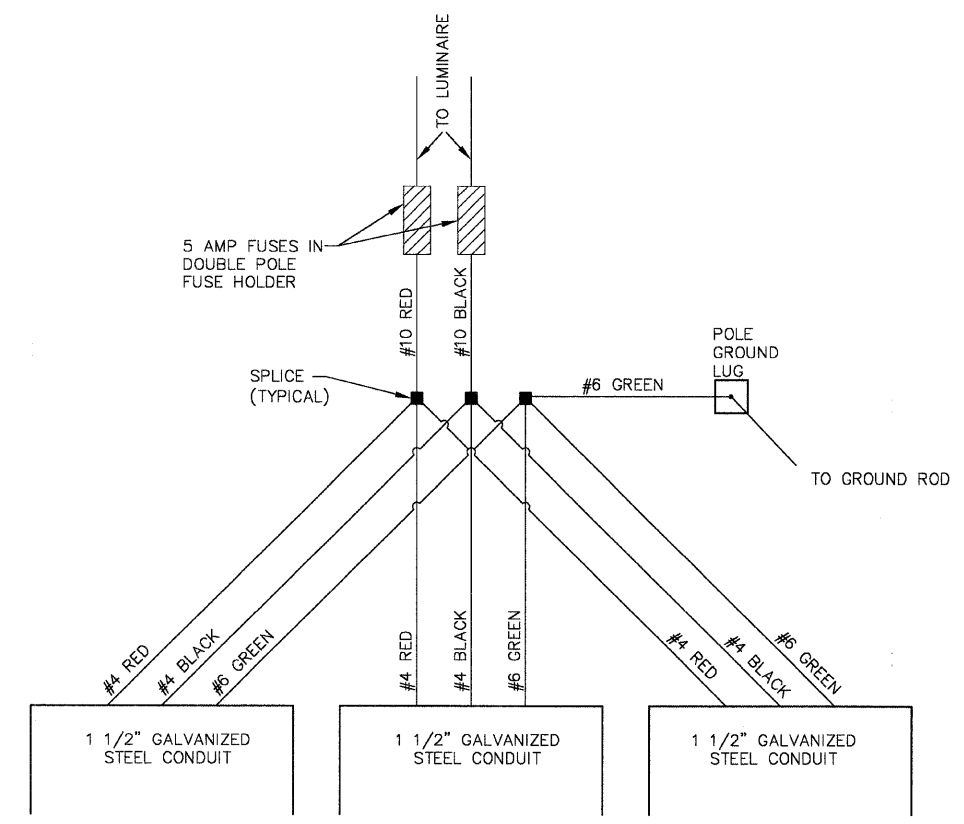 TO LUMINAIRE
5 AMP FUSES IN
DOUBLE POLE
FUSE HOLDER
#10 RED
#10 BLACK
POLE
GROUND
LUG
SPLICE
(TYPICAL)
#6 GREEN
TO GROUND ROD
#4 RED
#4 BLACK
#6 GREEN
#4 RED
#4 BLACK
#6 GREEN
#4 RED
#4 BLACK
#6 GREEN
1 1/2" GALVANIZED
STEEL CONDUIT
1 1/2" GALVANIZED
STEEL CONDUIT
1 1/2" GALVANIZED
STEEL CONDUIT